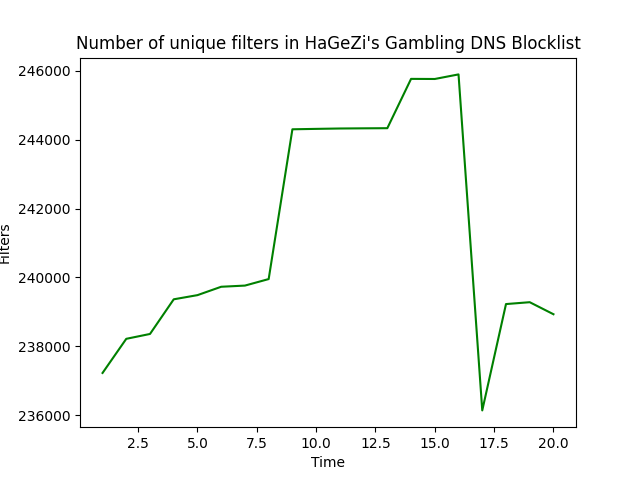 Number of unique filters in HaGeZi's Gambling DNS Blocklist
246000
244000
242000
240000
238000
236000
Filters
2.5 5.0 7.5 10.0 12.5 15.0 17.5 20.0
Time